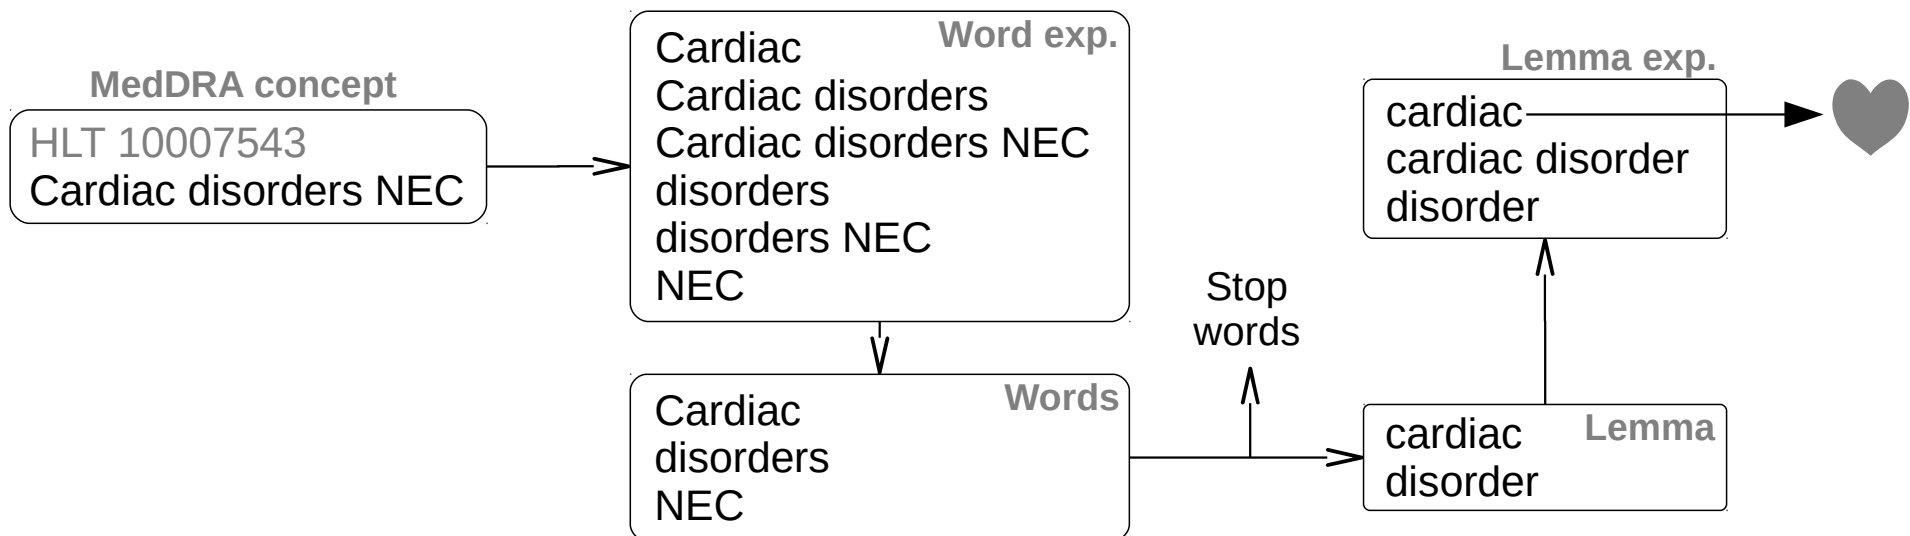 MedDRA concept
HLT 10007543
Cardiac disorders NEC
Word exp.
Cardiac
Cardiac disorders
Cardiac disorders NEC
disorders
disorders NEC
NEC
Words
Cardiac
disorders
NEC
Stop
words
Lemma
cardiac
disorder
Lemma exp.
cardiac
cardiac disorder
disorder